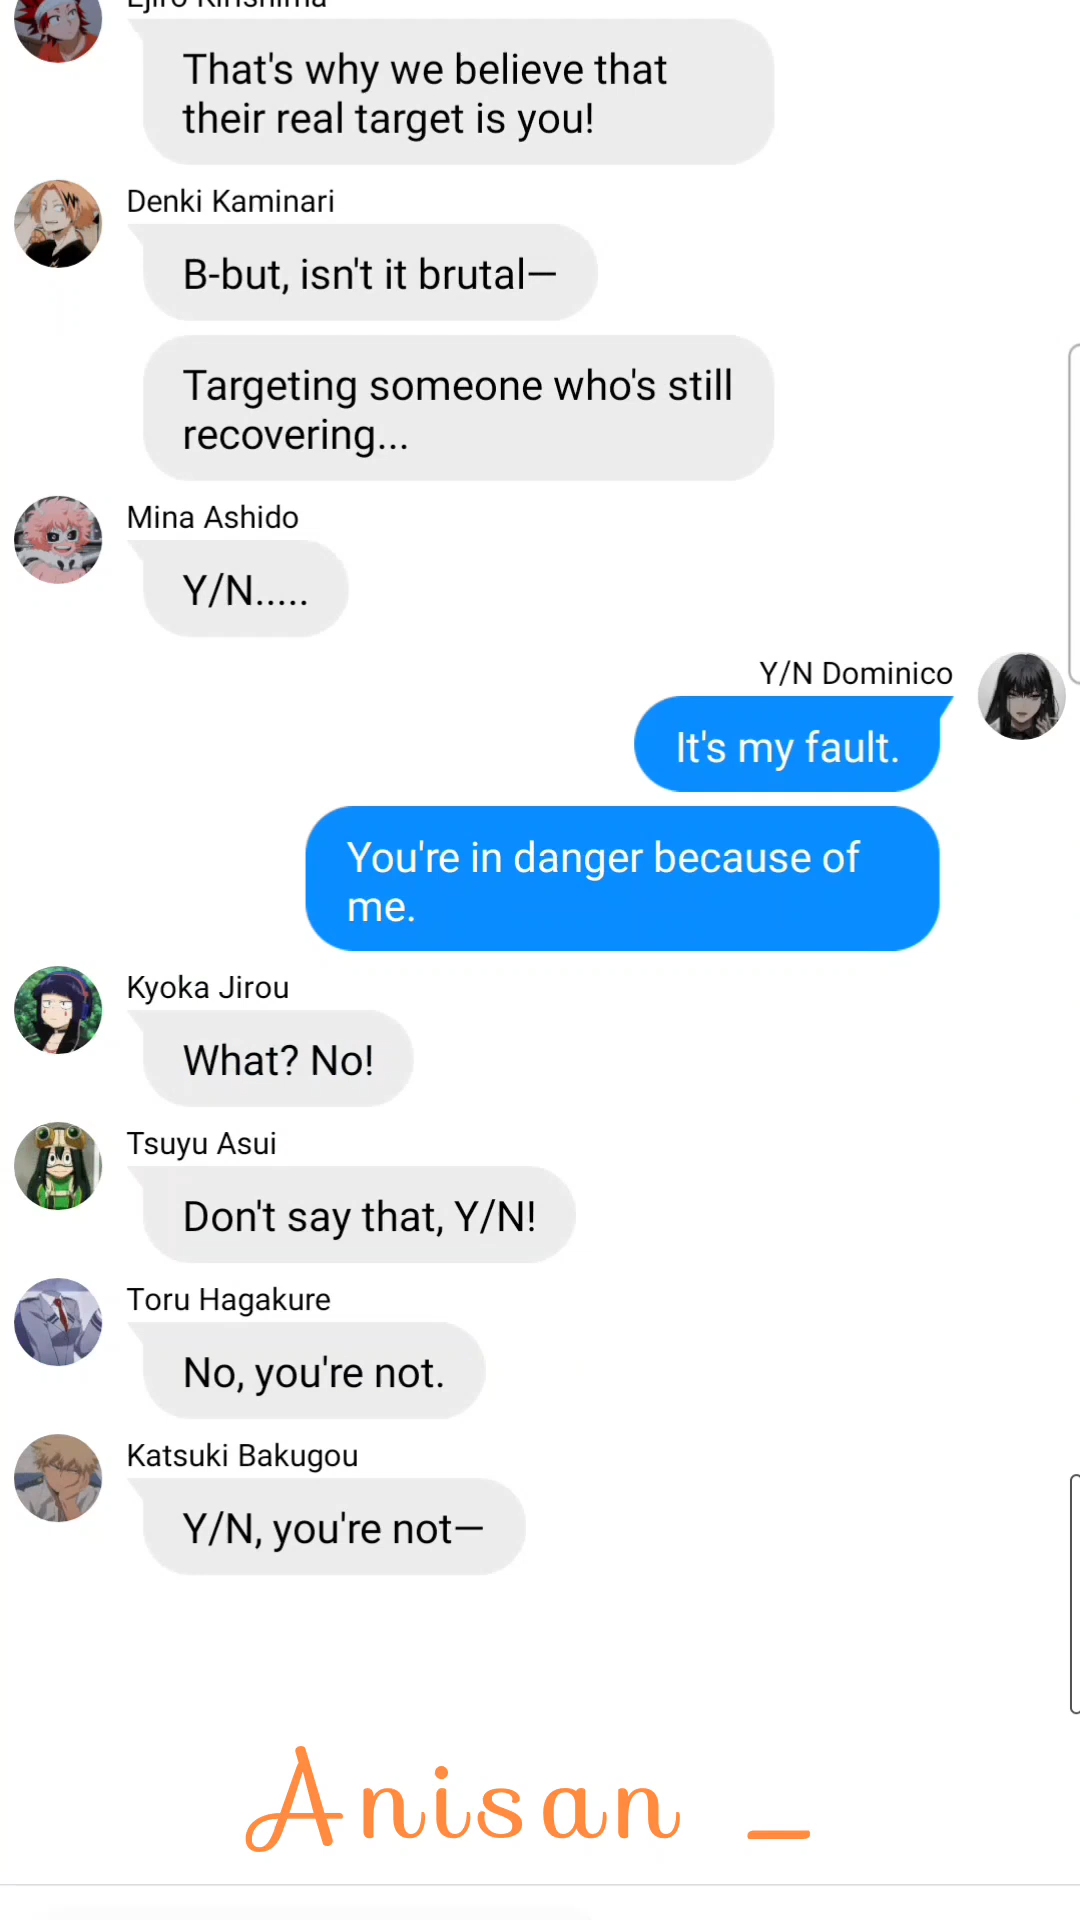 Ejiro Kirishima
That's why we believe that
their real target is you!
Denki Kaminari
B-but, isn't it brutal—
Targeting someone who's still
recovering...
Mina Ashido
Y/N.....
Y/N Dominico
It's my fault.
You're in danger because of
me.
Kyoka Jirou
What? No!
Tsuyu Asui
Don't say that, Y/N!
Toru Hagakure
No, you're not.
Katsuki Bakugou
Y/N, you're not—
Anisan _